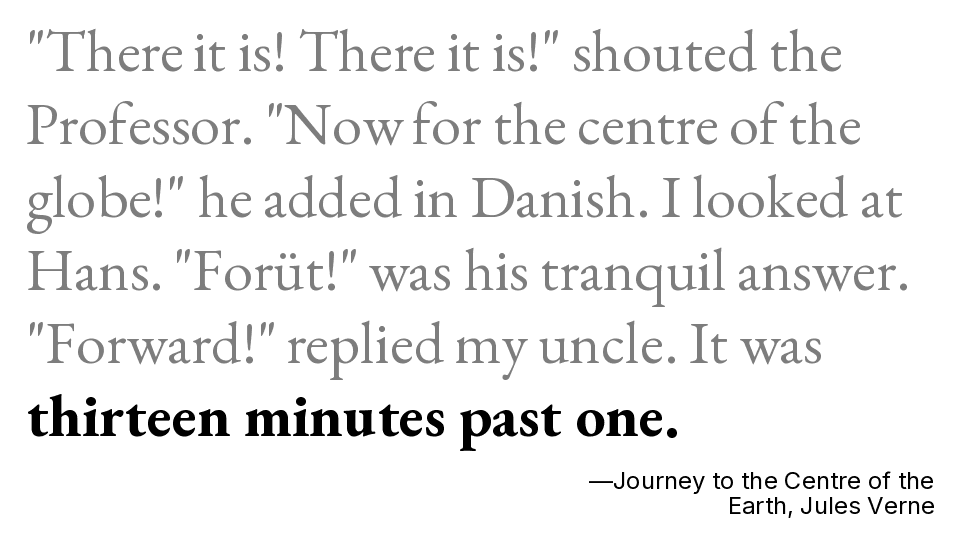 "There it is! There it is!" shouted the
Professor. "Now for the centre of the
globe!" he added in Danish. I looked at
Hans. "Forüt!" was his tranquil answer.
"Forward!" replied my uncle. It was
thirteen minutes past one.
—Journey to the Centre of the
Earth, Jules Verne